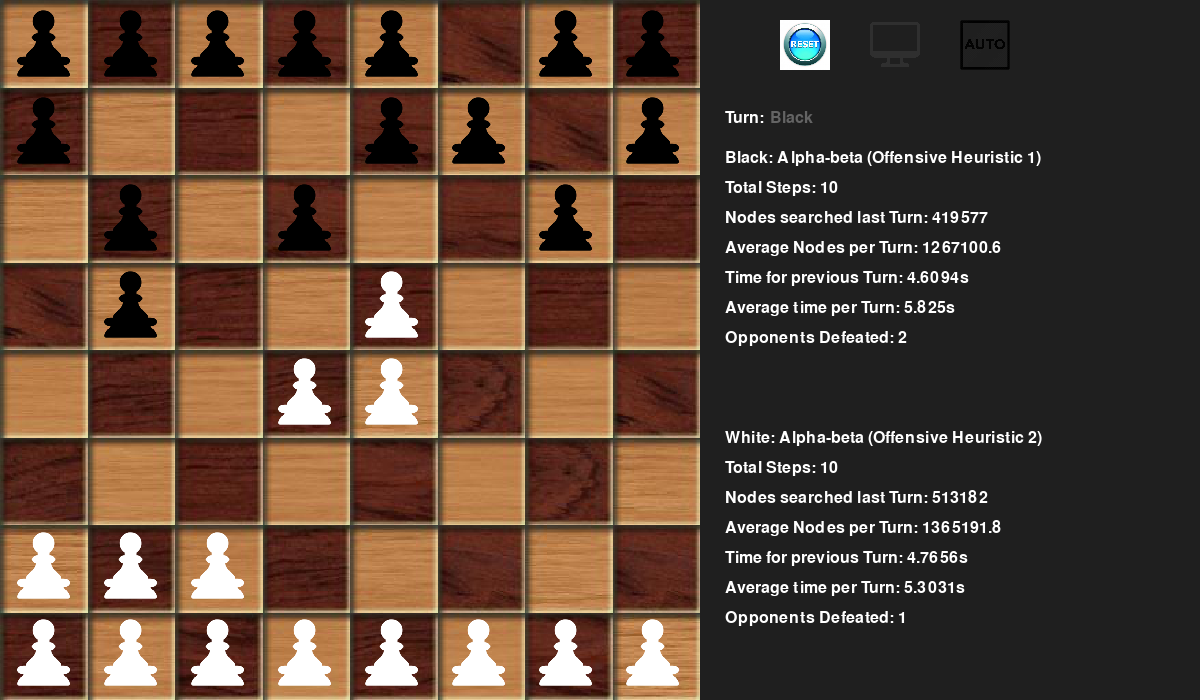 RESET
AUTO
Turn: Black
Black: Alpha-beta (Offensive Heuristic 1)
Total Steps: 10
Nodes searched last Turn: 419577
Average Nodes per Turn: 1267100.6
Time for previous Turn: 4.6094s
Average time per Turn: 5.825s
Opponents Defeated: 2
White: Alpha-beta (Offensive Heuristic 2)
Total Steps: 10
Nodes searched last Turn: 513182
Average Nodes per Turn: 1365191.8
Time for previous Turn: 4.7656s
Average time per Turn: 5.3031s
Opponents Defeated: 1